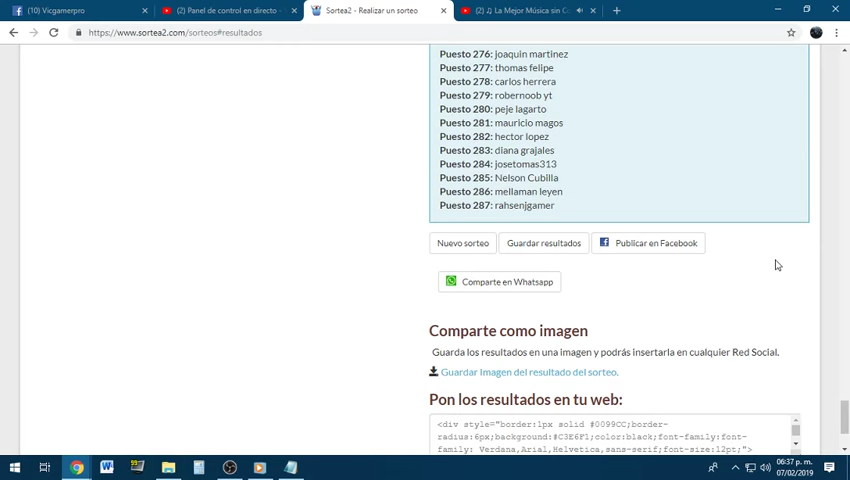 (10) Vicgamerpro
(2) Panel de control en directo -
Sortea2 - Realizar un sorteo
(2) ♫ La Mejor Música sin C
https://www.sortea2.com/sorteos#resultados
Puesto 276: joaquin martinez
Puesto 277: thomas felipe
Puesto 278: carlos herrera
Puesto 279: robernoob yt
Puesto 280: peje lagarto
Puesto 281: mauricio magos
Puesto 282: hector lopez
Puesto 283: diana grajales
Puesto 284: josetomas313
Puesto 285: Nelson Cubilla
Puesto 286: mellaman leyen
Puesto 287: rahsenjgamer
Nuevo sorteo
Guardar resultados
Publicar en Facebook
Comparte en Whatsapp
Comparte como imagen
Guarda los resultados en una imagen y podrás insertarla en cualquier Red Social.
Guardar Imagen del resultado del sorteo.
Pon los resultados en tu web:
<div style="border:1px solid #0099CC;border-
radius:6px;background:#C3E6F1;color:black;font-family:font-
family: Verdana,Arial,Helvetica,sans-serif;font-size:12pt;">
06:37 p. m.
07/02/2019